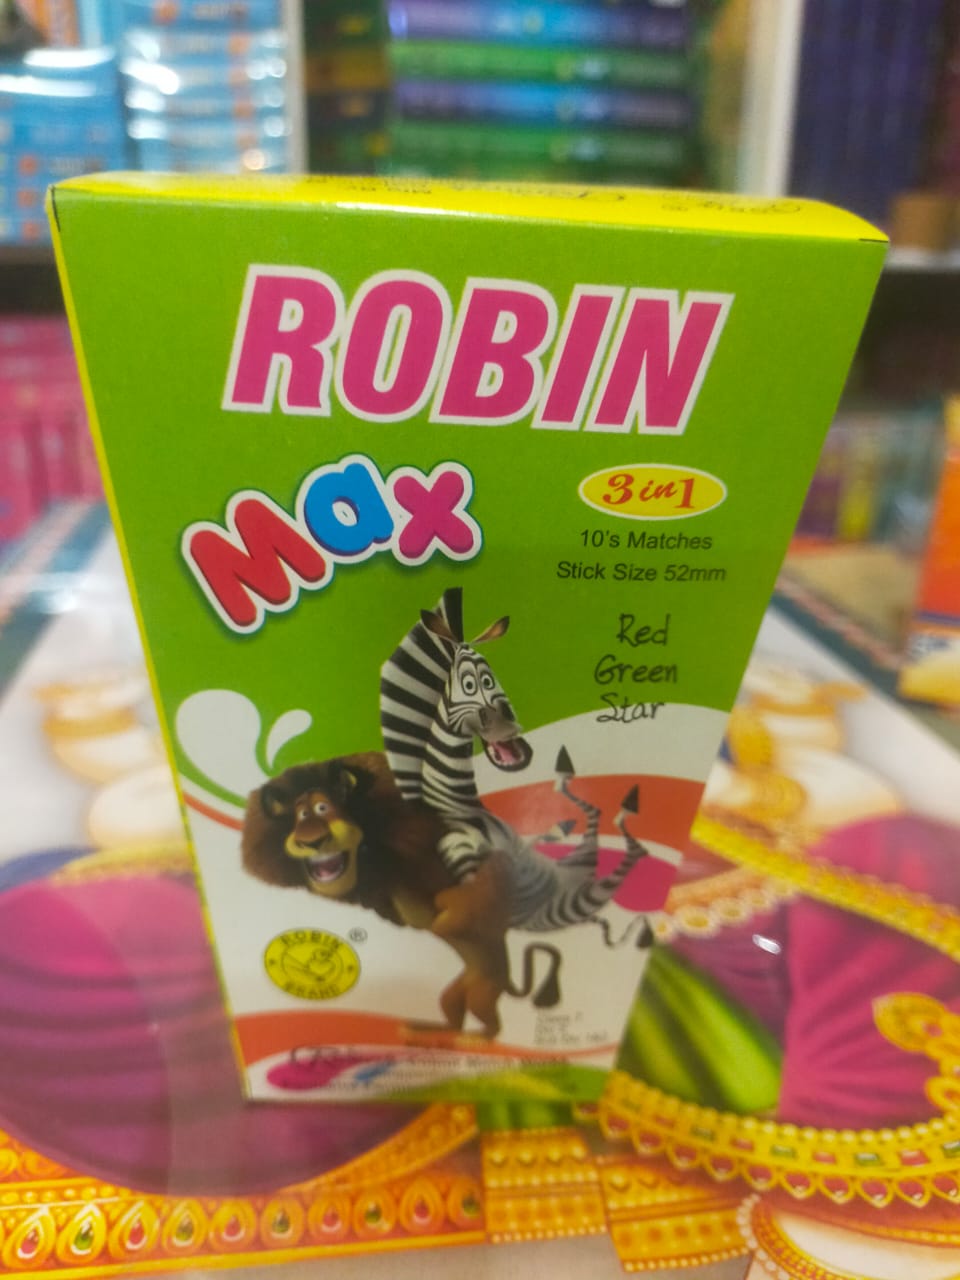 ROBIN
Max
3 in 1
10's Matches
Stick Size 52mm
Red
Green
Star
ROBIN
BRAND
®